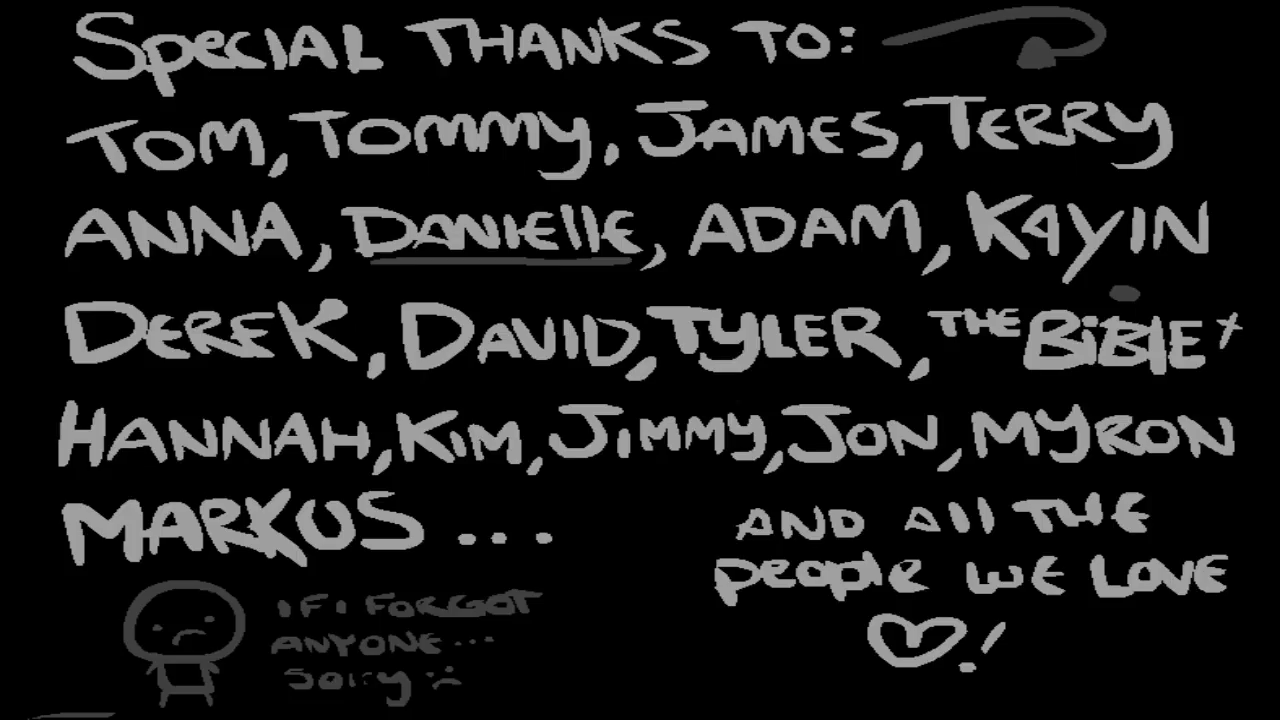 SPECIAL THANKS TO:
TOM, TOMMY, JAMES, TERRY
ANNA, DANIELLE, ADAM, KAYIN
DEREK, DAVID, TYLER, THE BiBLE
HANNAH, KiM, JiMMY, JON, MYRON
MARKUS...
AND All THE
people WE LOVE
!
iF i FORGOT
ANYONE...
sorry :(